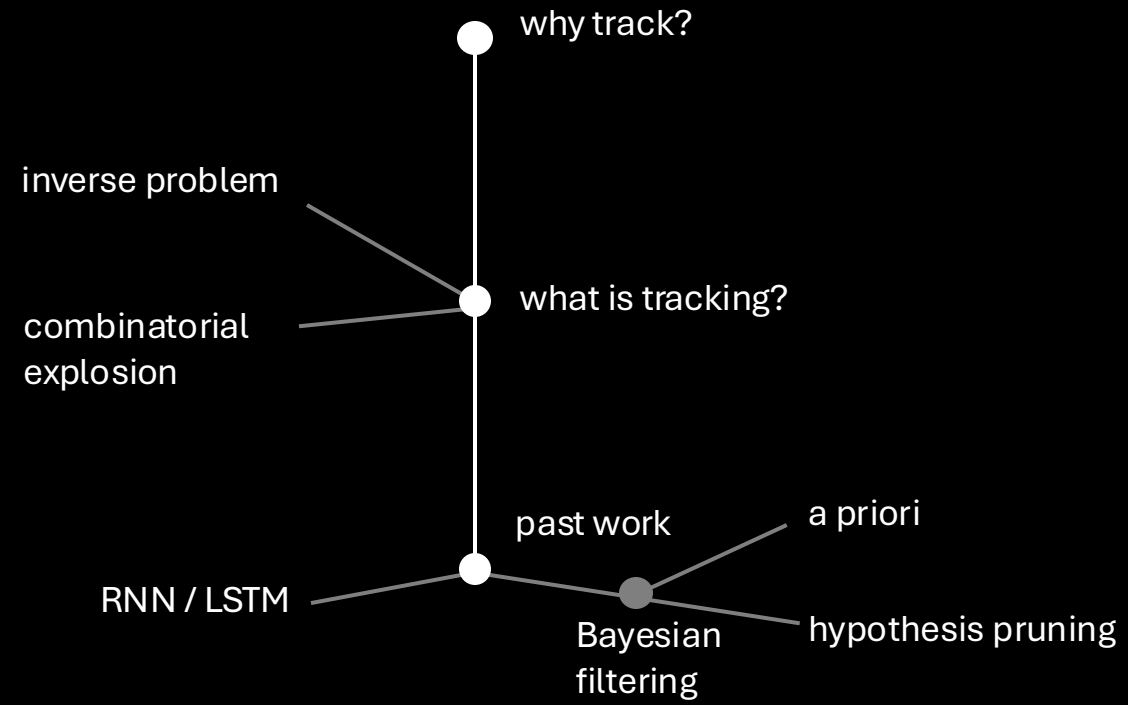 why track?
inverse problem
what is tracking?
combinatorial
explosion
past work
a priori
RNN / LSTM
Bayesian
filtering
hypothesis pruning